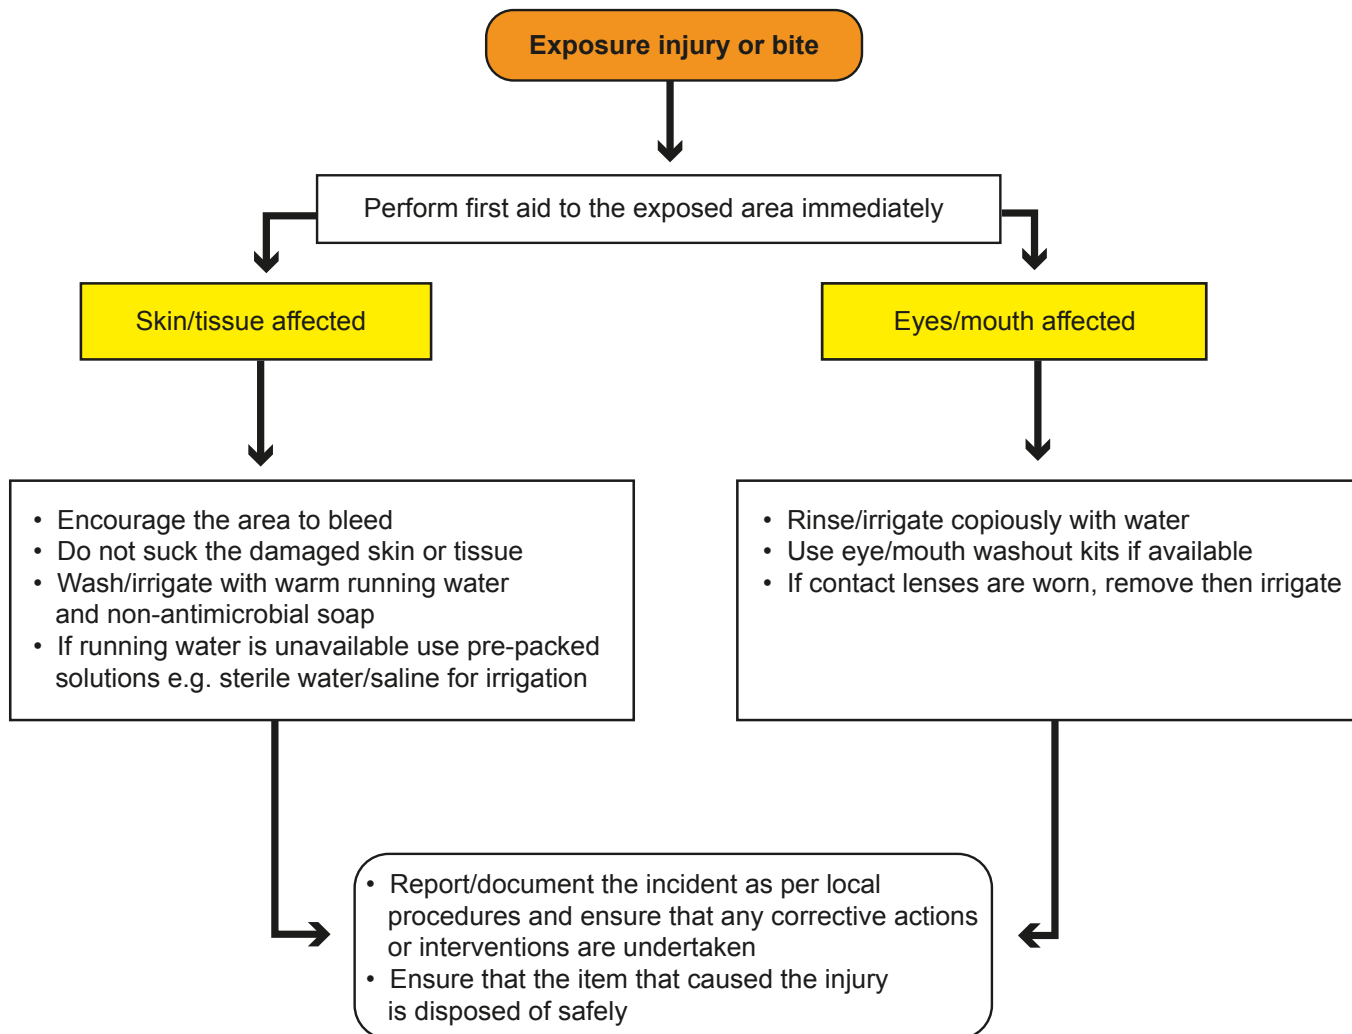 Exposure injury or bite
Perform first aid to the exposed area immediately
Skin/tissue affected
Eyes/mouth affected
• Encourage the area to bleed
• Do not suck the damaged skin or tissue
• Wash/irrigate with warm running water
and non-antimicrobial soap
• If running water is unavailable use pre-packed
solutions e.g. sterile water/saline for irrigation
• Rinse/irrigate copiously with water
• Use eye/mouth washout kits if available
• If contact lenses are worn, remove then irrigate
• Report/document the incident as per local
procedures and ensure that any corrective actions
or interventions are undertaken
• Ensure that the item that caused the injury
is disposed of safely